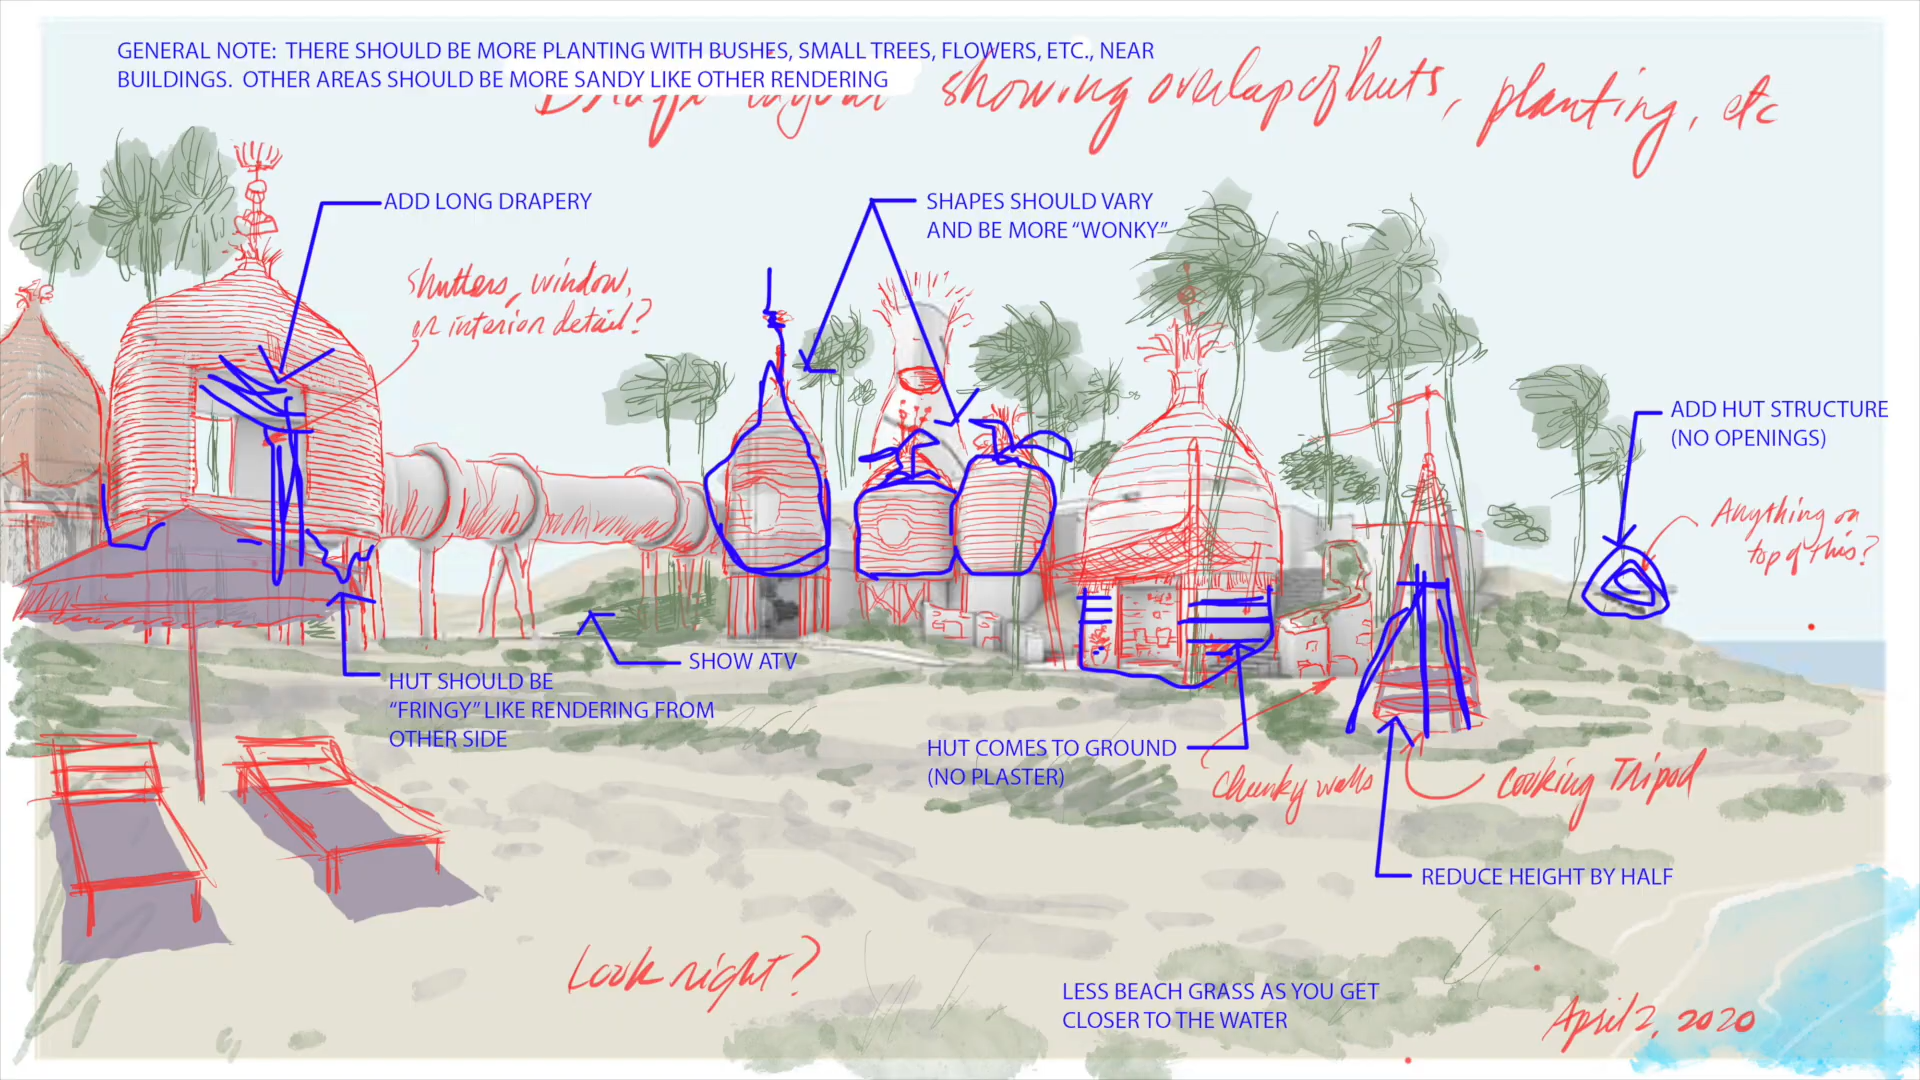 GENERAL NOTE: THERE SHOULD BE MORE PLANTING WITH BUSHES, SMALL TREES, FLOWERS, ETC., NEAR
BUILDINGS. OTHER AREAS SHOULD BE MORE SANDY LIKE OTHER RENDERING
layout showing overlap of huts, planting, etc
ADD LONG DRAPERY
SHAPES SHOULD VARY
AND BE MORE “WONKY”
shutters, window,
or interior detail?
ADD HUT STRUCTURE
(NO OPENINGS)
Anything on
top of this?
SHOW ATV
HUT SHOULD BE
“FRINGY” LIKE RENDERING FROM
OTHER SIDE
HUT COMES TO GROUND
(NO PLASTER)
Chunky walls
Cooking Tripod
REDUCE HEIGHT BY HALF
Look right?
LESS BEACH GRASS AS YOU GET
CLOSER TO THE WATER
April 2, 2020